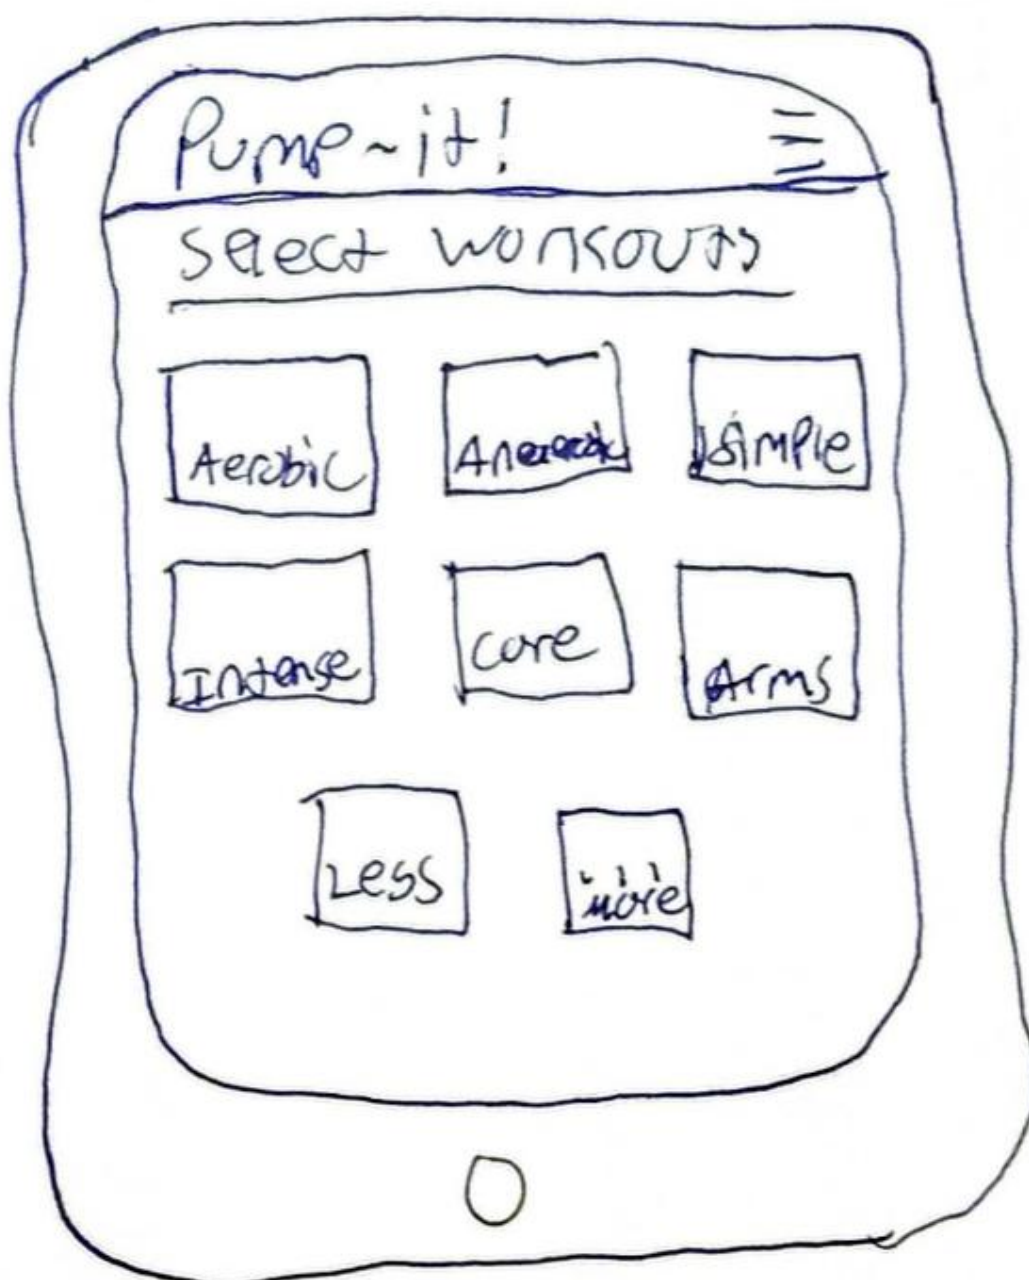 Pump~it!
Select workouts
Aerobic
Simple
Intense
Core
Arms
Less
more